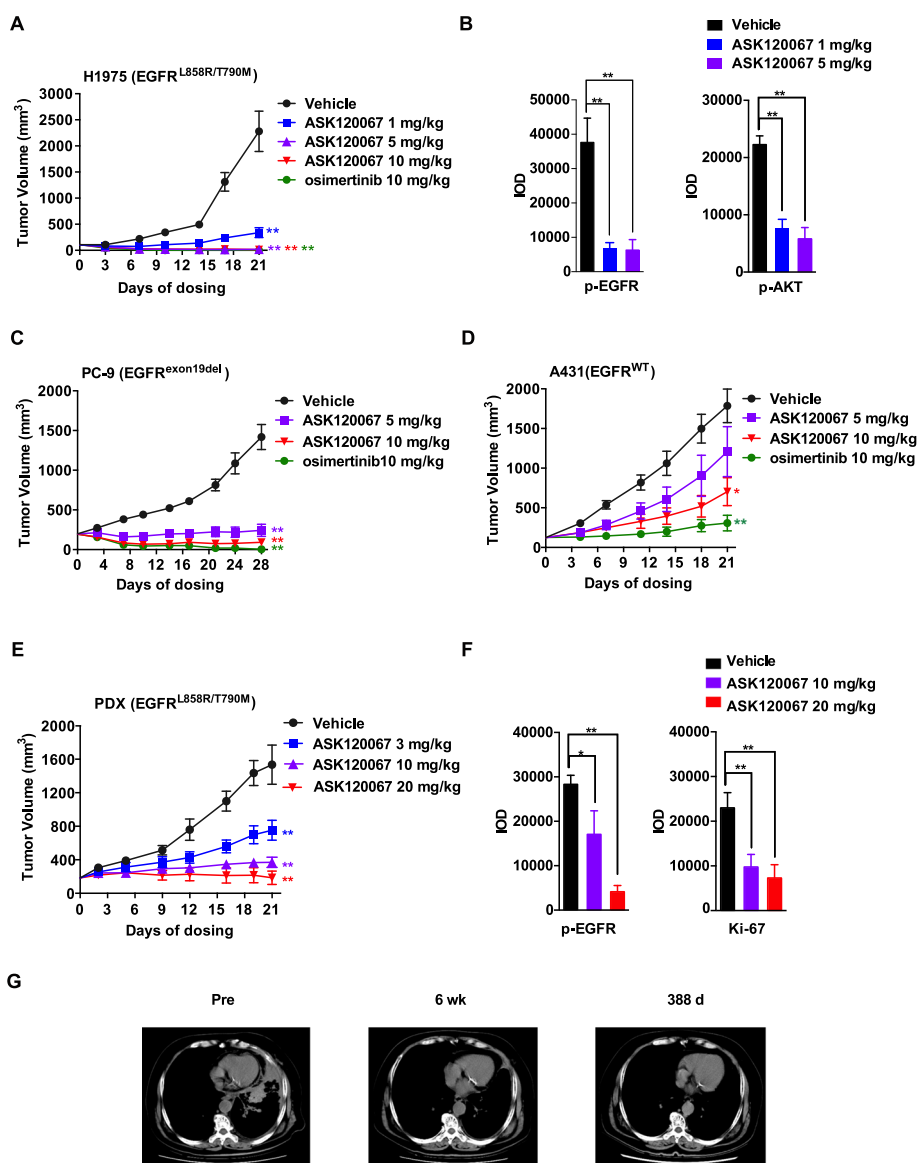 A
H1975 (EGFR^L858R/T790M)
Tumor Volume (mm³)
3000
2500
2000
1500
1000
500
0
0 3 6 9 12 15 18 21
Days of dosing
Vehicle
ASK120067 1 mg/kg
ASK120067 5 mg/kg
ASK120067 10 mg/kg
osimertinib 10 mg/kg
**
** ** **
B
Vehicle
ASK120067 1 mg/kg
ASK120067 5 mg/kg
IOD
50000
40000
30000
20000
10000
0
**
**
p-EGFR
IOD
30000
20000
10000
0
**
**
p-AKT
C
PC-9 (EGFR^exon19del)
Tumor Volume (mm³)
2000
1500
1000
500
0
0 4 8 12 16 20 24 28
Days of dosing
Vehicle
ASK120067 5 mg/kg
ASK120067 10 mg/kg
osimertinib10 mg/kg
**
**
**
D
A431(EGFR^WT)
Tumor Volume (mm³)
2000
1500
1000
500
0
0 3 6 9 12 15 18 21
Days of dosing
Vehicle
ASK120067 5 mg/kg
ASK120067 10 mg/kg
osimertinib 10 mg/kg
*
**
E
PDX (EGFR^L858R/T790M)
Tumor Volume (mm³)
2000
1600
1200
800
400
0
0 3 6 9 12 15 18 21
Days of dosing
Vehicle
ASK120067 3 mg/kg
ASK120067 10 mg/kg
ASK120067 20 mg/kg
**
**
**
F
Vehicle
ASK120067 10 mg/kg
ASK120067 20 mg/kg
IOD
40000
30000
20000
10000
0
**
*
p-EGFR
IOD
40000
30000
20000
10000
0
**
**
Ki-67
G
Pre
6 wk
388 d